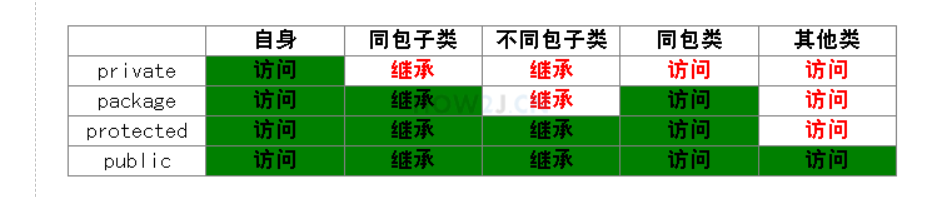 自身 同包子类 不同包子类 同包类 其他类
private 访问 继承 继承 访问 访问
package 访问 继承 继承 访问 访问
protected 访问 继承 继承 访问 访问
public 访问 继承 继承 访问 访问